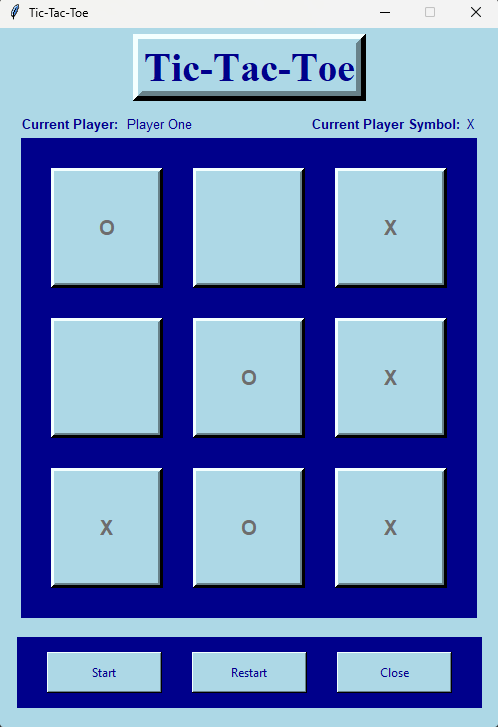 Tic-Tac-Toe
Tic-Tac-Toe
Current Player: Player One Current Player Symbol: X
O X
O X
X O X
Start Restart Close